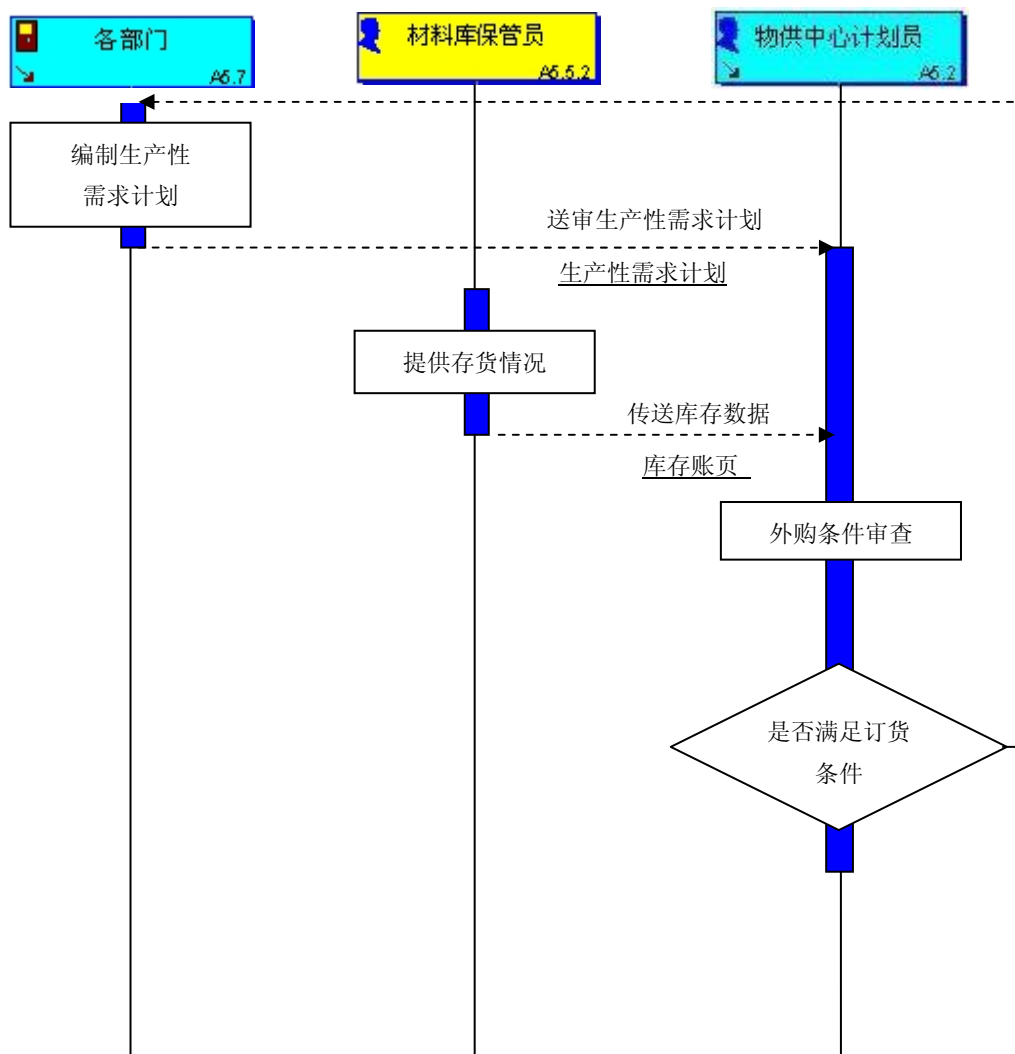 各部门
A5.7
材料库保管员
A5.5.2
物供中心计划员
A5.2
编制生产性
需求计划
送审生产性需求计划
生产性需求计划
提供存货情况
传送库存数据
库存账页
外购条件审查
是否满足订货
条件